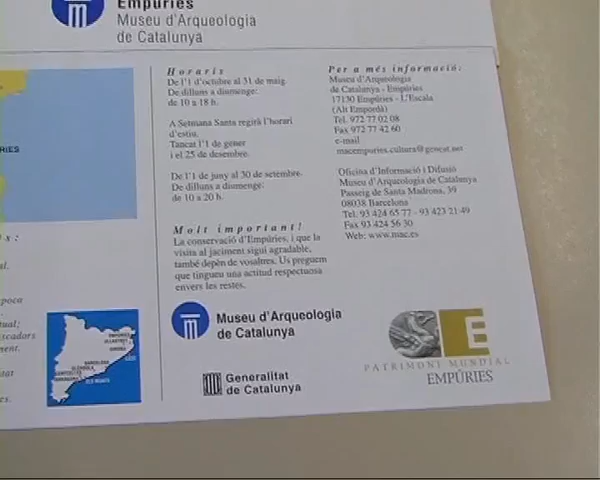 Empúries
Museu d'Arqueologia
de Catalunya
RIES
Horaris
De l'1 d'octubre al 31 de maig.
De dilluns a diumenge:
de 10 a 18 h.
A Setmana Santa regirà l'horari
d'estiu.
Tancat l'1 de gener
i el 25 de desembre.
De l'1 de juny al 30 de setembre.
De dilluns a diumenge:
de 10 a 20 h.
Molt important!
La conservació d'Empúries, i que la
visita al jaciment sigui agradable,
també depèn de vosaltres. Us preguem
que tingueu una actitud respectuosa
envers les restes.
Per a més informació:
Museu d'Arqueologia
de Catalunya - Empúries
17130 Empúries - L'Escala
(Alt Empordà)
Tel. 972 77 02 08
Fax 972 77 42 60
e-mail
macempuries.cultura@gencat.net
Oficina d'Informació i Difusió
Museu d'Arqueologia de Catalunya
Passeig de Santa Madrona, 39
08038 Barcelona
Tel. 93 424 65 77 - 93 423 21 49
Fax 93 424 56 30
Web: www.mac.es
Museu d'Arqueologia
de Catalunya
Generalitat
de Catalunya
E
PATRIMONI MUNDIAL
EMPÚRIES